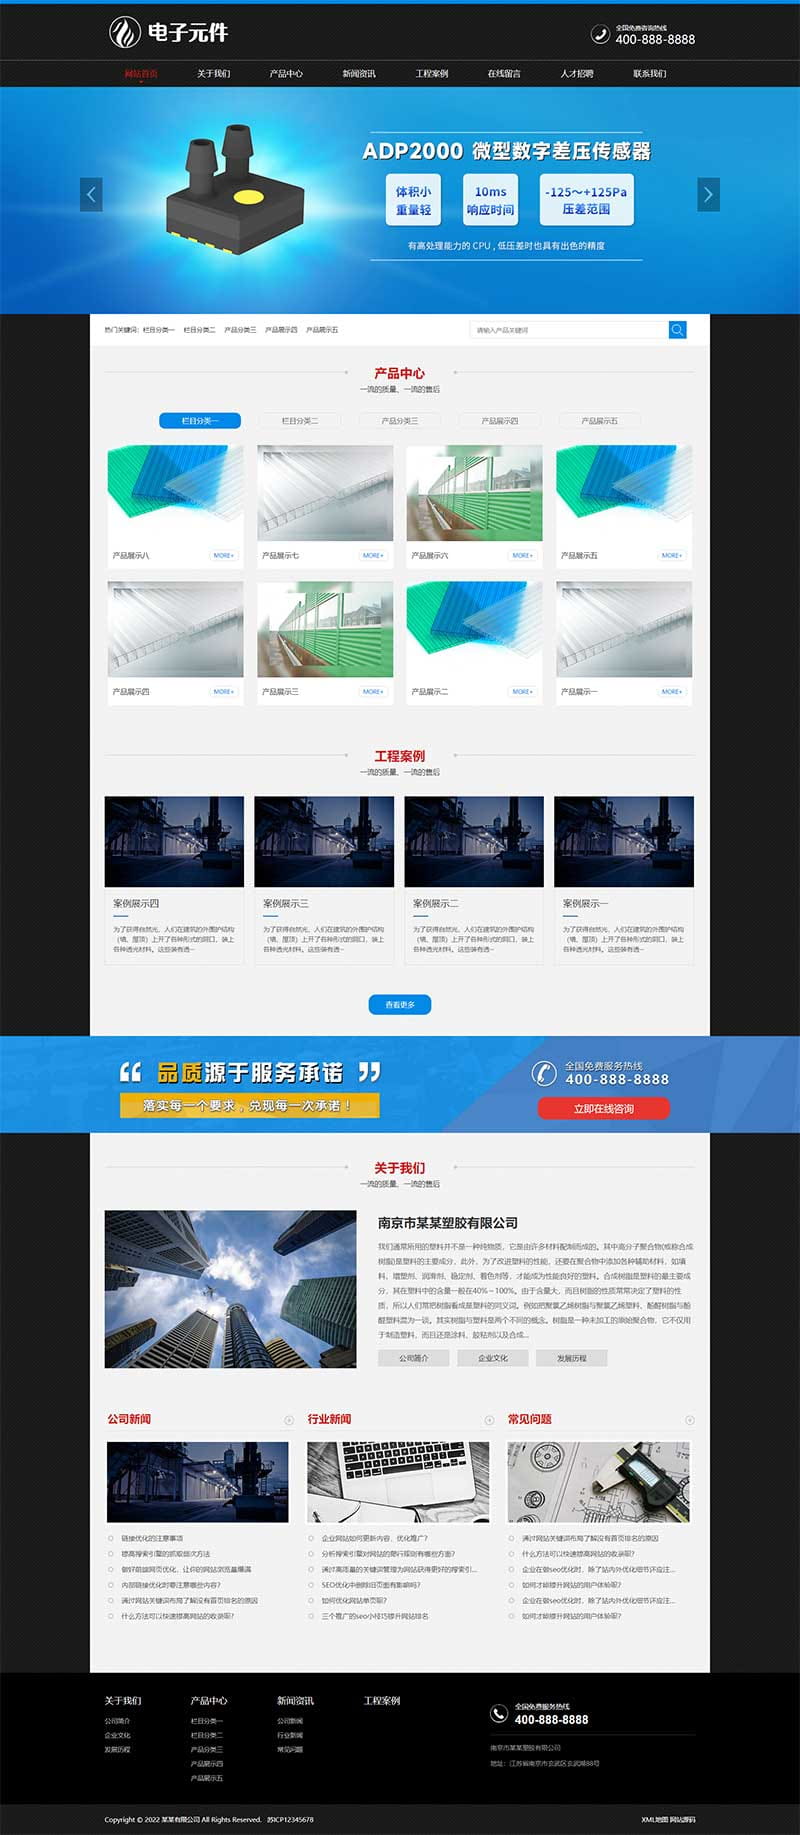 电子元件
全国免费咨询热线
400-888-8888
网站首页 关于我们 产品中心 新闻资讯 工程案例 在线留言 人才招聘 联系我们
ADP2000 微型数字差压传感器
体积小
重量轻
10ms
响应时间
-125～+125Pa
压差范围
有高处理能力的 CPU , 低压差时也具有出色的精度
热门关键词: 栏目分类一 栏目分类二 产品分类三 产品展示四 产品展示五
请输入产品关键词
产品中心
一流的质量、一流的售后
栏目分类一 栏目分类二 产品分类三 产品展示四 产品展示五
产品展示八 MORE+ 产品展示七 MORE+ 产品展示六 MORE+ 产品展示五 MORE+
产品展示四 MORE+ 产品展示三 MORE+ 产品展示二 MORE+ 产品展示一 MORE+
工程案例
一流的质量、一流的售后
案例展示四
为了获得自然光、人们在建筑的外围护结构
（墙、屋顶）上开了各种形式的洞口、装上
各种透光材料。这些装有透···
案例展示三
为了获得自然光、人们在建筑的外围护结构
（墙、屋顶）上开了各种形式的洞口、装上
各种透光材料。这些装有透···
案例展示二
为了获得自然光、人们在建筑的外围护结构
（墙、屋顶）上开了各种形式的洞口、装上
各种透光材料。这些装有透···
案例展示一
为了获得自然光、人们在建筑的外围护结构
（墙、屋顶）上开了各种形式的洞口、装上
各种透光材料。这些装有透···
查看更多
“ 品质源于服务承诺 ”
落实每一个要求，兑现每一次承诺！
全国免费服务热线
400-888-8888
立即在线咨询
关于我们
一流的质量、一流的售后
南京市某某塑胶有限公司
我们通常所用的塑料并不是一种纯物质，它是由许多材料配制而成的。其中高分子聚合物(或称合成
树脂)是塑料的主要成分，此外，为了改进塑料的性能，还要在聚合物中添加各种辅助材料，如填
料、增塑剂、润滑剂、稳定剂、着色剂等，才能成为性能良好的塑料。合成树脂是塑料的最主要成
分，其在塑料中的含量一般在40%～100%。由于含量大，而且树脂的性质常常决定了塑料的性
质，所以人们常把树脂看成是塑料的同义词。例如把聚氯乙烯树脂与聚氯乙烯塑料、酚醛树脂与酚
醛塑料混为一谈。其实树脂与塑料是两个不同的概念。树脂是一种未加工的原始聚合物，它不仅用
于制造塑料，而且还是涂料、胶粘剂以及合成...
公司简介 企业文化 发展历程
公司新闻
链接优化的注意事项
提高搜索引擎的抓取频次方法
做好前端网页优化，让你的网站浏览量爆满
内部链接优化时要注意哪些内容？
通过网站关键词布局了解没有首页排名的原因
什么方法可以快速提高网站的收录呢？
行业新闻
企业网站如何更新内容、优化推广？
分析搜索引擎对网站的爬行规则有哪些方面？
通过高质量的关键词管理为网站获得更好的搜索引...
SEO优化中删除旧页面有影响吗？
如何优化网站单页呢？
三个推广的seo小技巧提升网站排名
常见问题
通过网站关键词布局了解没有首页排名的原因
什么方法可以快速提高网站的收录呢？
企业在做seo优化时，除了站内外优化细节还应注...
如何才能提升网站的用户体验呢？
企业在做seo优化时，除了站内外优化细节还应注...
如何才能提升网站的用户体验呢？
关于我们
公司简介
企业文化
发展历程
产品中心
栏目分类一
栏目分类二
产品分类三
产品展示四
产品展示五
新闻资讯
公司新闻
行业新闻
常见问题
工程案例
全国免费服务热线
400-888-8888
南京市某某塑胶有限公司
地址：江苏省南京市玄武区玄武城88号
Copyright © 2022 某某有限公司 All Rights Reserved. 苏ICP12345678
XML地图 网站源码